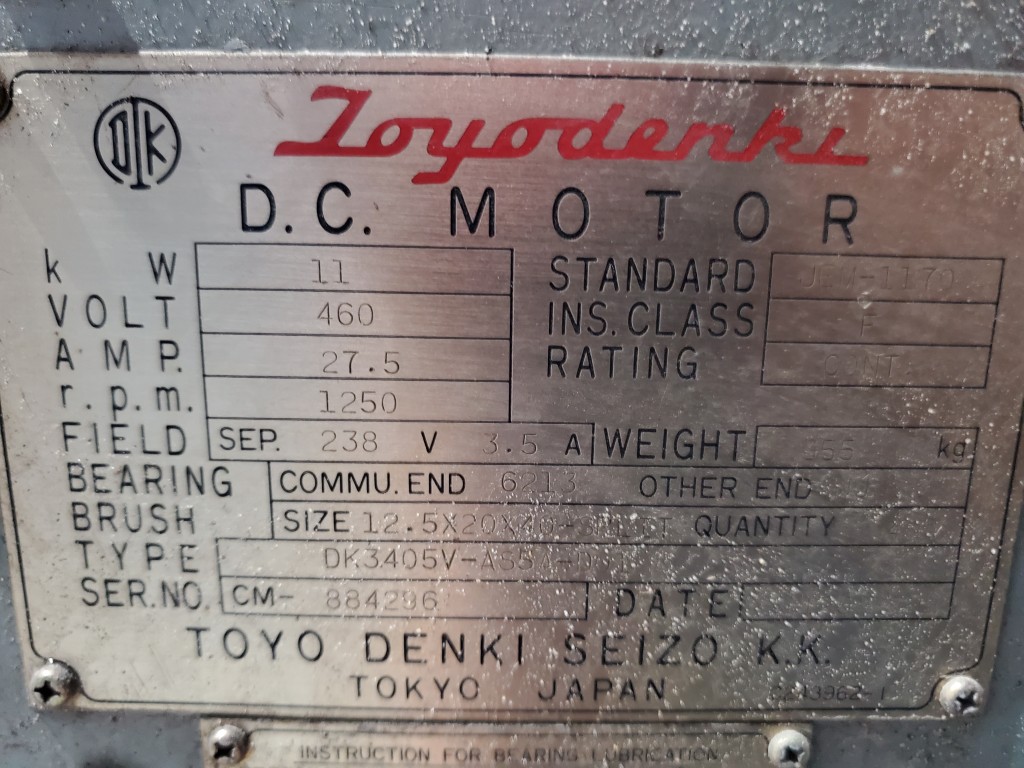 DTK Toyodenki
D.C. MOTOR
kW 11 STANDARD
VOLT 460 INS. CLASS F
AMP. 27.5 RATING CONT.
r.p.m. 1250
FIELD SEP. 238 V 3.5 A WEIGHT kg
BEARING COMMU. END 6213 OTHER END
BRUSH SIZE QUANTITY
TYPE
SER.NO. CM- 884296 DATE
TOYO DENKI SEIZO K.K.
TOKYO JAPAN
INSTRUCTION FOR BEARING LUBRICATION